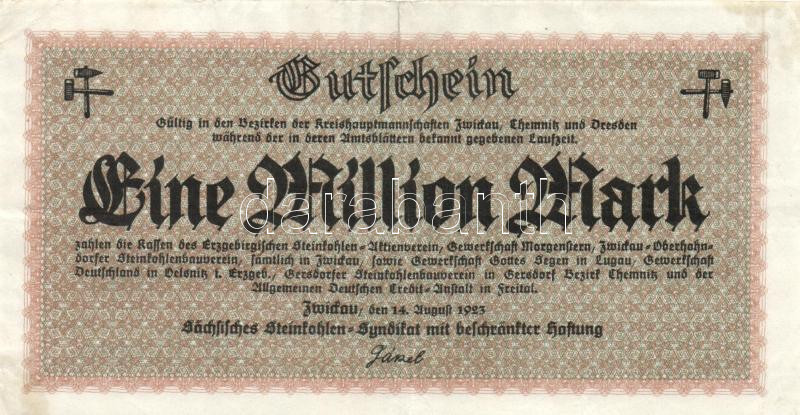 Gutschein
Gültig in den Bezirken der Kreishauptmannschaften Zwickau, Chemnitz und Dresden
während der in deren Amtsblättern bekannt gegebenen Laufzeit.
Eine Million Mark
darabanth
zahlen die Kassen des Erzgebirgischen Steinkohlen-Aktienverein, Gewerkschaft Morgenstern, Zwickau-Oberhohn-
dorfer Steinkohlenbauverein, sämtlich in Zwickau, sowie Gewerkschaft Gottes Segen in Lugau, Gewerkschaft
Deutschland in Oelsnitz i. Erzgeb., Gersdorfer Steinkohlenbauverein in Gersdorf Bezirk Chemnitz und der
Allgemeinen Deutschen Credit-Anstalt in Freital.
Zwickau, den 14. August 1923
Sächsisches Steinkohlen-Syndikat mit beschränkter Haftung